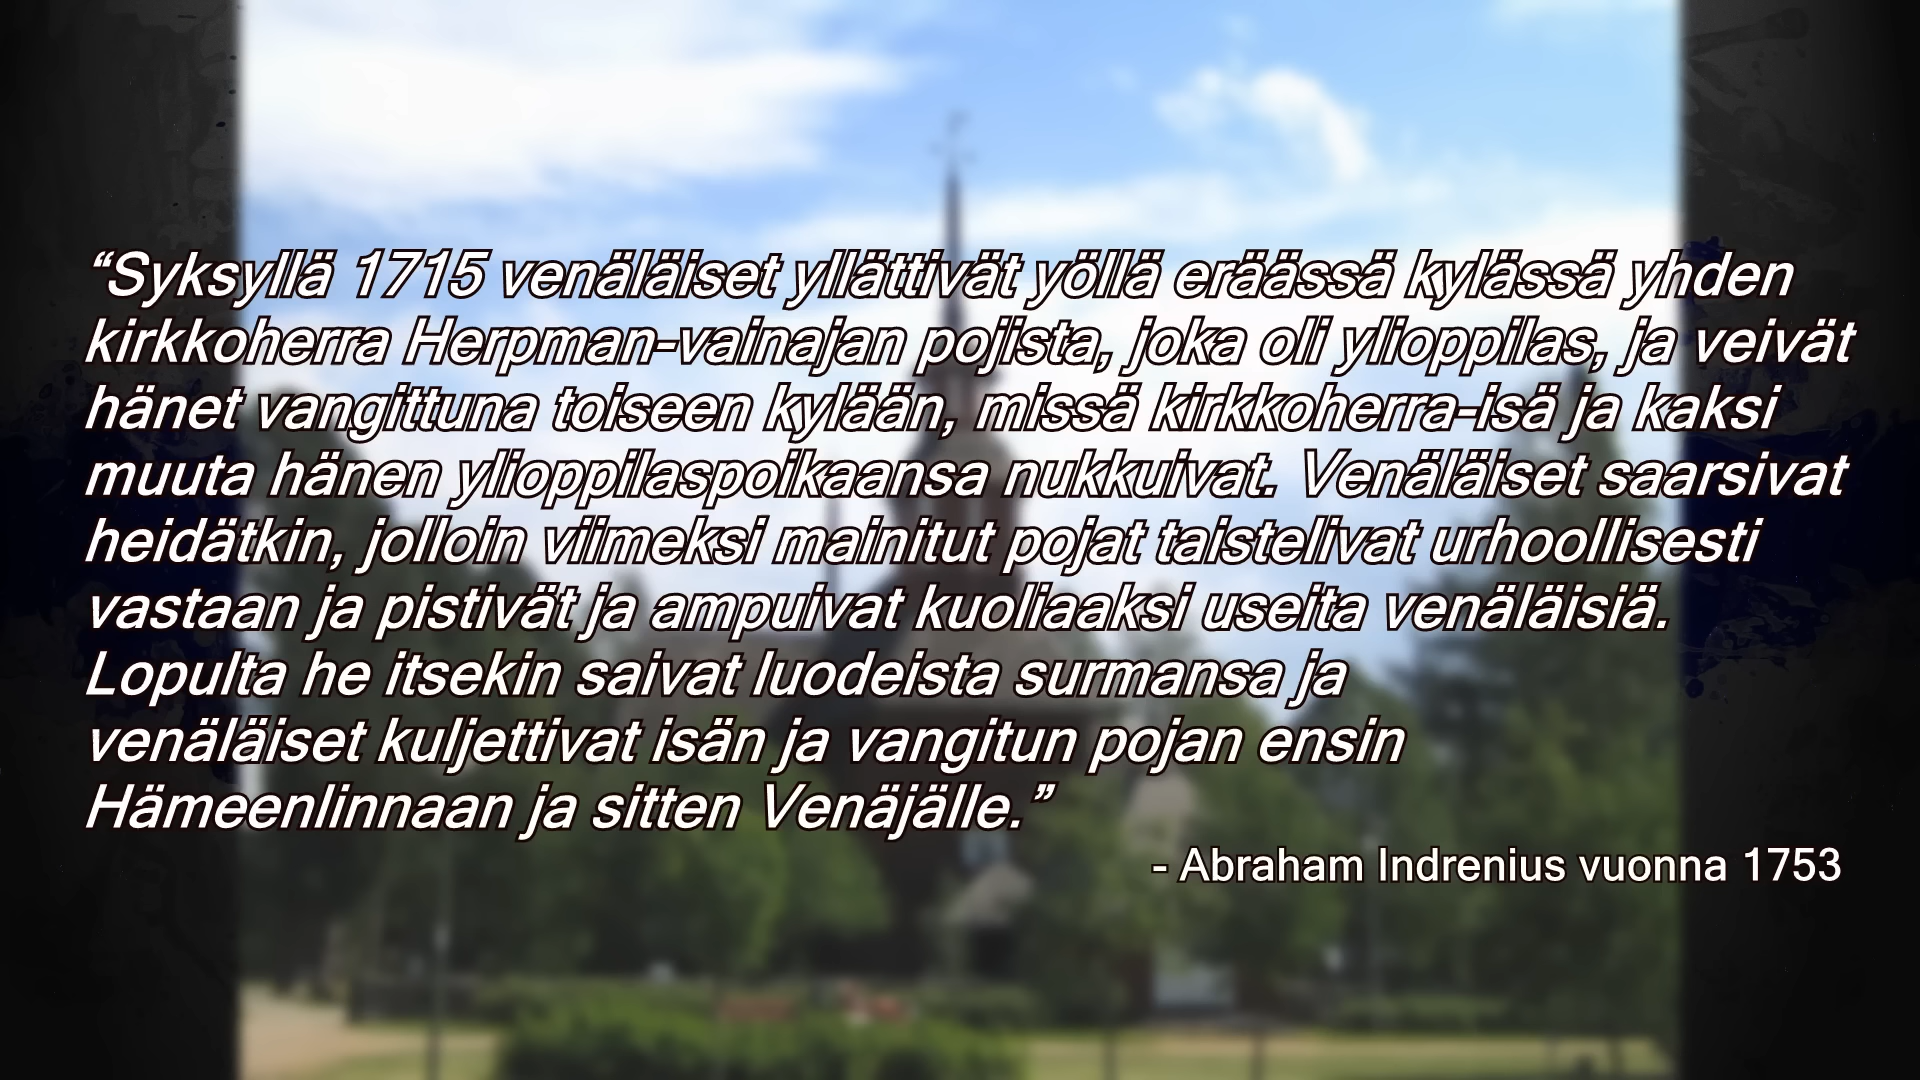 “Syksyllä 1715 venäläiset yllättivät yöllä eräässä kylässä yhden
kirkkoherra Herpman-vainajan pojista, joka oli ylioppilas, ja veivät
hänet vangittuna toiseen kylään, missä kirkkoherra-isä ja kaksi
muuta hänen ylioppilaspoikaansa nukkuivat. Venäläiset saarsivat
heidätkin, jolloin viimeksi mainitut pojat taistelivat urhoollisesti
vastaan ja pistivät ja ampuivat kuoliaaksi useita venäläisiä.
Lopulta he itsekin saivat luodeista surmansa ja
venäläiset kuljettivat isän ja vangitun pojan ensin
Hämeenlinnaan ja sitten Venäjälle.”
- Abraham Indrenius vuonna 1753